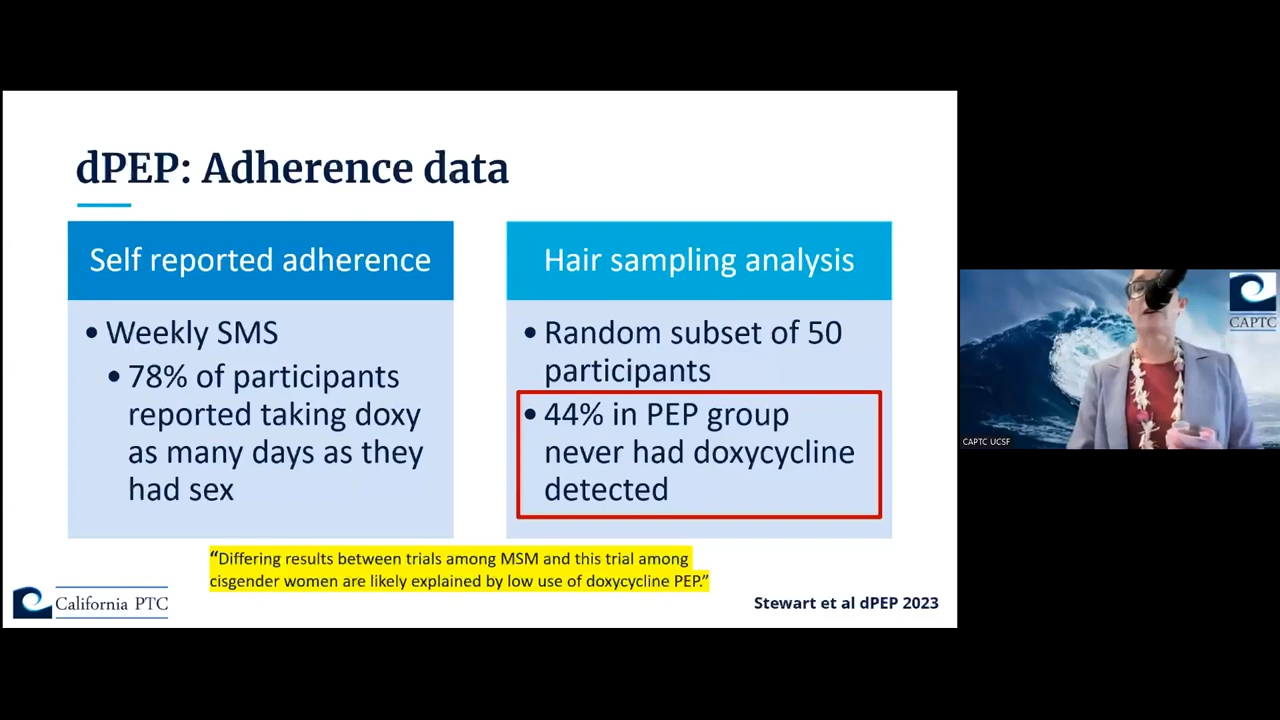 dPEP: Adherence data
Self reported adherence
• Weekly SMS
• 78% of participants
reported taking doxy
as many days as they
had sex
Hair sampling analysis
• Random subset of 50
participants
• 44% in PEP group
never had doxycycline
detected
“Differing results between trials among MSM and this trial among
cisgender women are likely explained by low use of doxycycline PEP.”
California PTC
Stewart et al dPEP 2023
CAPTC
CAPTC UCSF